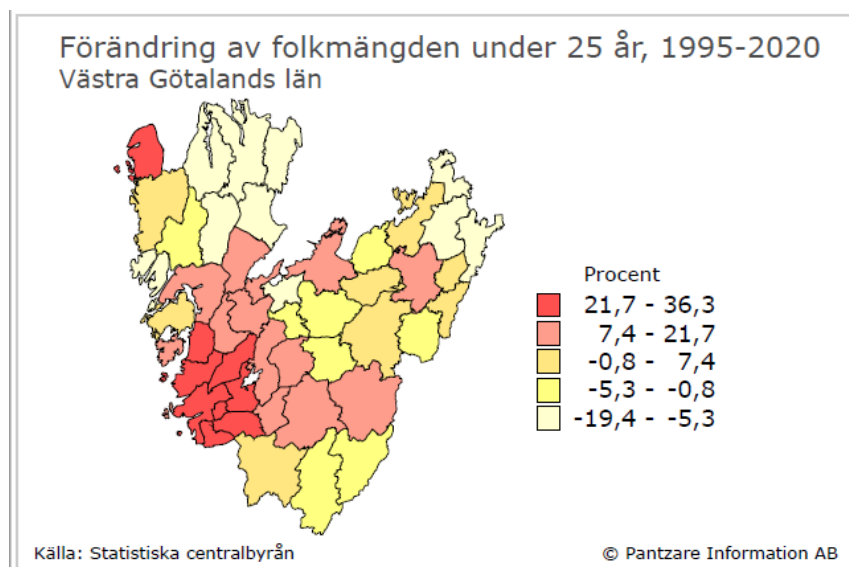 Förändring av folkmängden under 25 år, 1995-2020
Västra Götalands län
Procent
21,7 - 36,3
7,4 - 21,7
-0,8 - 7,4
-5,3 - -0,8
-19,4 - -5,3
Källa: Statistiska centralbyrån
© Pantzare Information AB